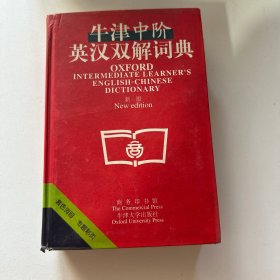 牛津中阶
英汉双解词典
OXFORD
INTERMEDIATE LEARNER'S
ENGLISH-CHINESE
DICTIONARY
新版
New edition
商务印书馆
The Commercial Press
牛津大学出版社
Oxford University Press